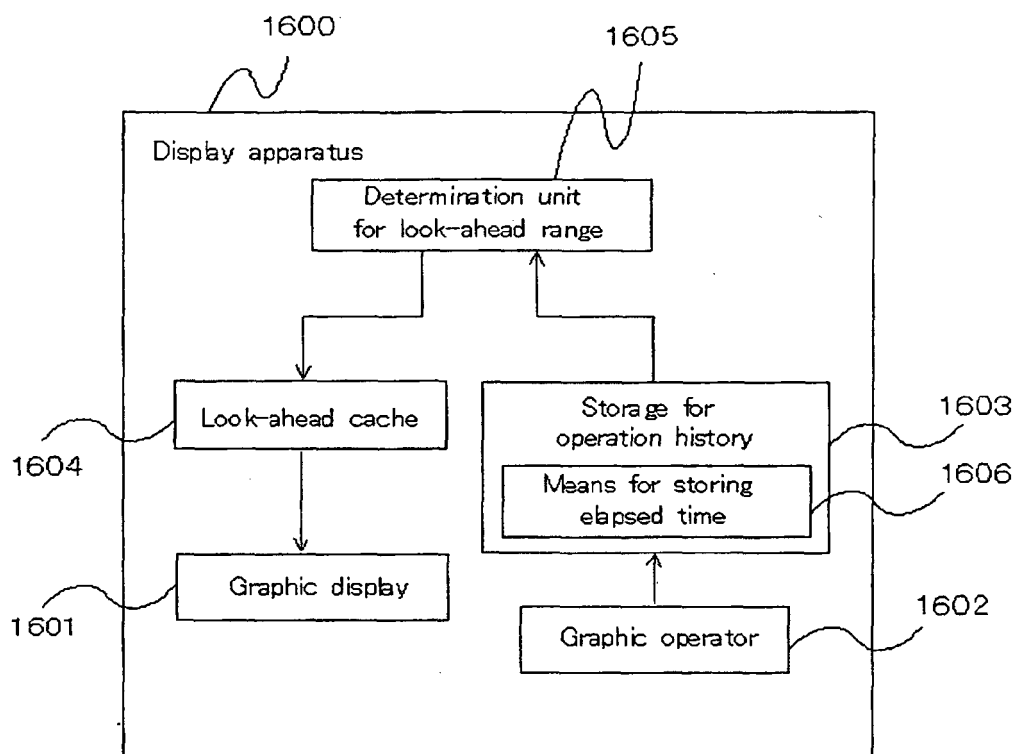 1600
1605
Display apparatus
Determination unit
for look-ahead range
Look-ahead cache
Storage for
operation history
1603
1604
Means for storing
elapsed time
1606
Graphic display
1601
Graphic operator
1602